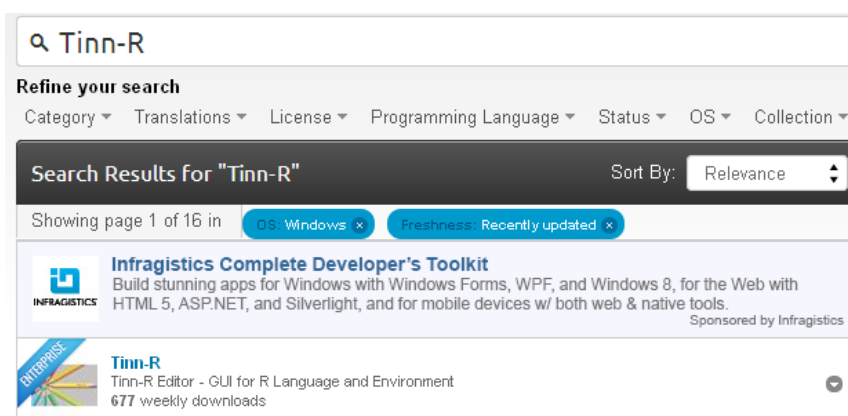 Tinn-R
Refine your search
Category Translations License Programming Language Status OS Collection
Search Results for "Tinn-R" Sort By: Relevance
Showing page 1 of 16 in OS: Windows Freshness: Recently updated
Infragistics Complete Developer's Toolkit
Build stunning apps for Windows with Windows Forms, WPF, and Windows 8, for the Web with
INFRAGISTICS HTML 5, ASP.NET, and Silverlight, and for mobile devices w/ both web & native tools.
Sponsored by Infragistics
ENTERPRISE
Tinn-R
Tinn-R Editor - GUI for R Language and Environment
677 weekly downloads